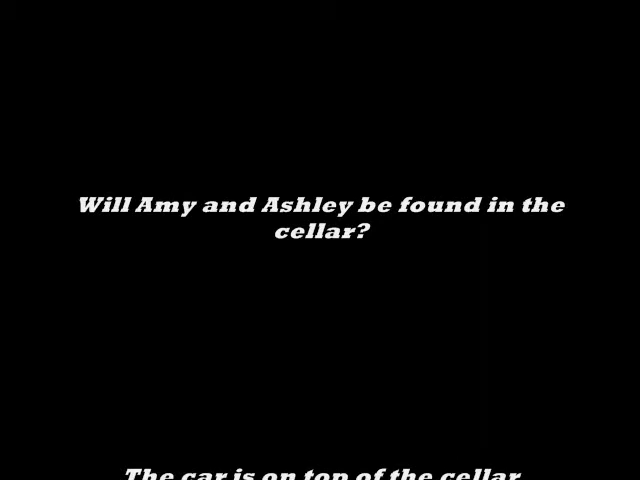 Will Amy and Ashley be found in the
cellar?
The car is on top of the cellar